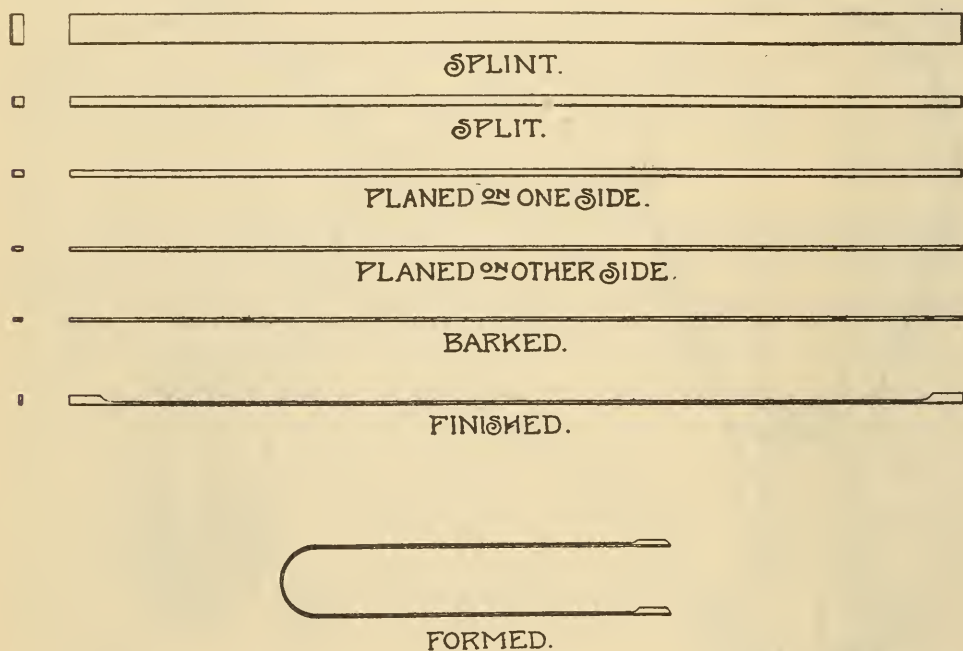 SPLINT.
SPLIT.
PLANED ON ONE SIDE.
PLANED ON OTHER SIDE.
BARKED.
FINISHED.
FORMED.